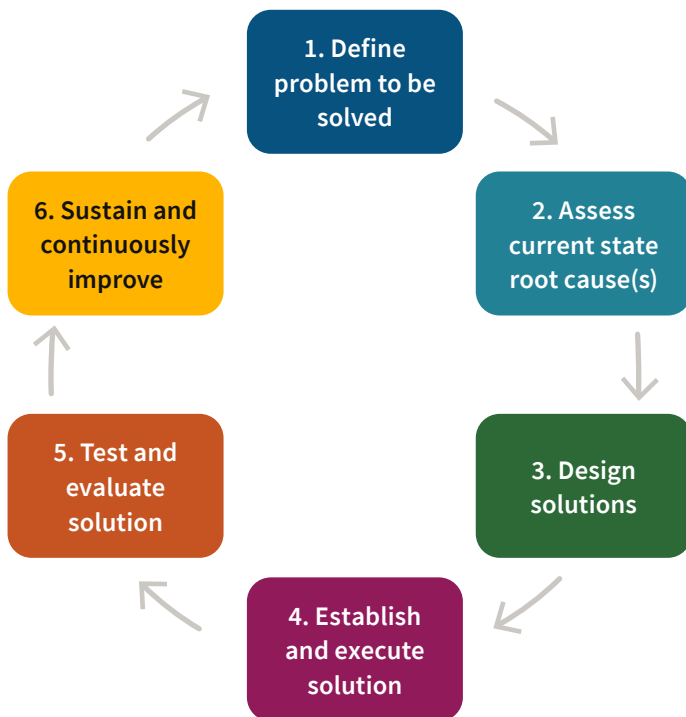 1. Define
problem to be
solved
2. Assess
current state
root cause(s)
3. Design
solutions
4. Establish
and execute
solution
5. Test and
evaluate
solution
6. Sustain and
continuously
improve